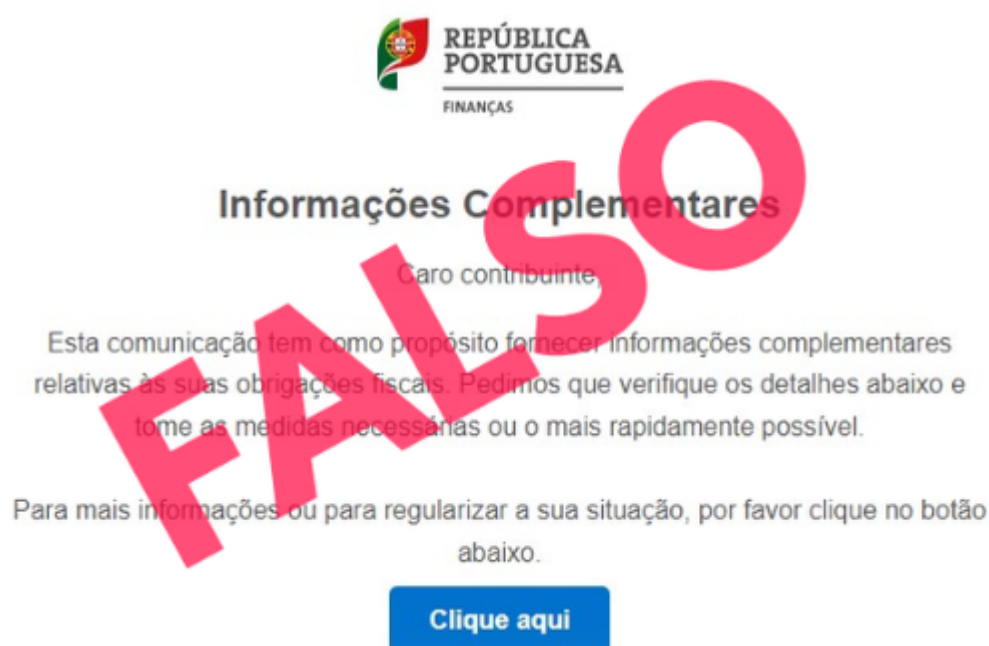 REPÚBLICA
PORTUGUESA
FINANÇAS
Informações Complementares
Caro contribuinte,
Esta comunicação tem como propósito fornecer informações complementares
relativas às suas obrigações fiscais. Pedimos que verifique os detalhes abaixo e
tome as medidas necessárias ou o mais rapidamente possível.
Para mais informações ou para regularizar a sua situação, por favor clique no botão
abaixo.
Clique aqui
FALSO